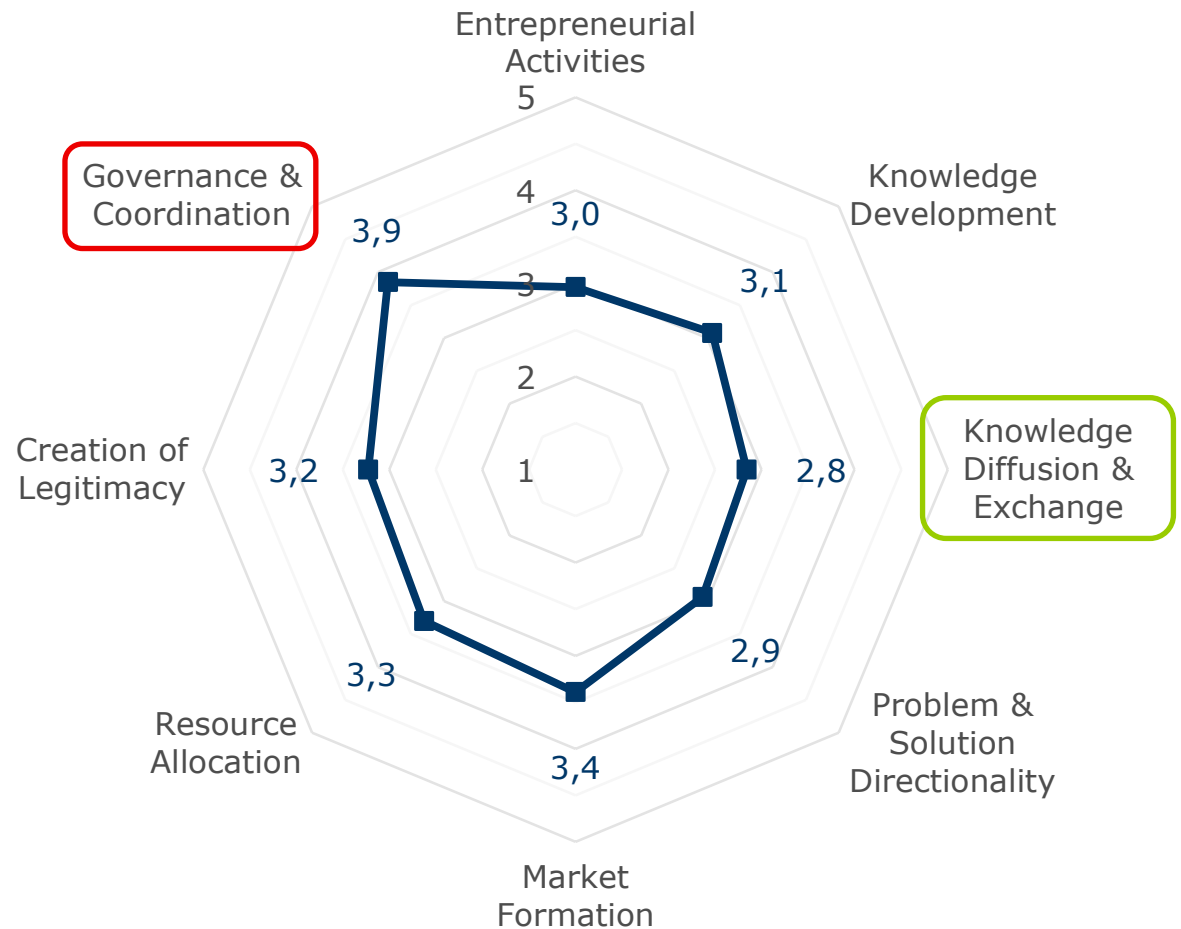 Entrepreneurial
Activities
5
Governance &
Coordination
Knowledge
Development
4
3,9
3,0
3,1
3
2
Creation of
Legitimacy
3,2
1
2,8
Knowledge
Diffusion &
Exchange
2,9
3,3
Resource
Allocation
Problem &
Solution
Directionality
3,4
Market
Formation